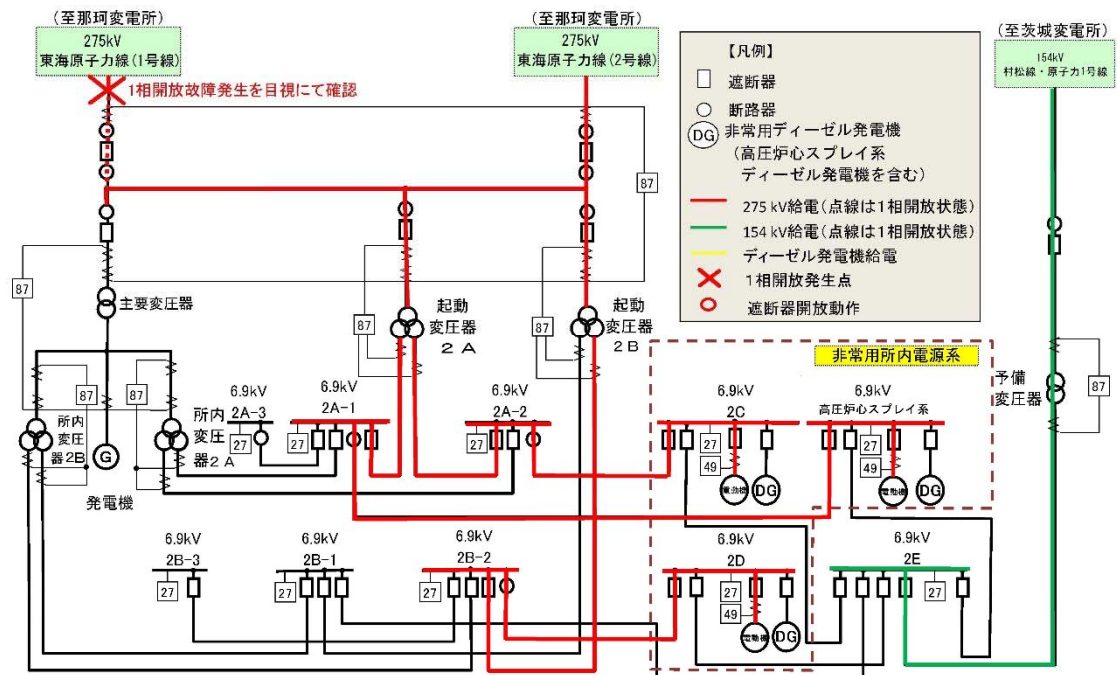 (至那珂変電所)
275kV
東海原子力線(1号線)
(至那珂変電所)
275kV
東海原子力線(2号線)
(至茨城変電所)
154kV
村松線・原子力1号線
1相開放故障発生を目視にて確認
【凡例】
遮断器
断路器
DG 非常用ディーゼル発電機
(高圧炉心スプレイ系
ディーゼル発電機を含む)
275 kV給電(点線は1相開放状態)
154 kV給電(点線は1相開放状態)
ディーゼル発電機給電
1相開放発生点
遮断器開放動作
87
87
主要変圧器
起動
変圧器
2A
87
起動
変圧器
2B
87
非常用所内電源系
予備
変圧器
87
87
87
所内
変圧
器2B
G
発電機
所内
変圧
器2A
6.9kV
2A-3
27
6.9kV
2A-1
27
6.9kV
2A-2
27
6.9kV
2C
27
49
電動機
DG
6.9kV
高圧炉心スプレイ系
27
49
電動機
DG
6.9kV
2B-3
27
6.9kV
2B-1
27
6.9kV
2B-2
27
6.9kV
2D
27
49
電動機
DG
6.9kV
2E
27